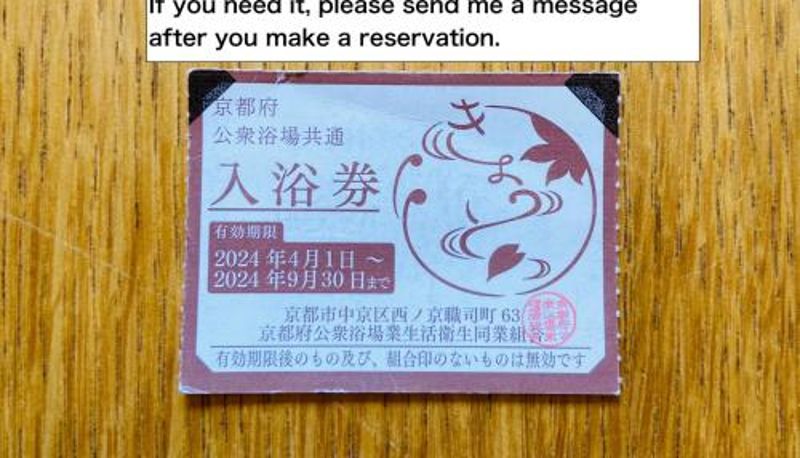 If you need it, please send me a message
after you make a reservation.
京都府
公衆浴場共通
入浴券
きょうと
有効期限
2024年4月1日～
2024年9月30日まで
京都市中京区西ノ京職司町63
京都府公衆浴場業生活衛生同業組合
有効期限後のもの及び、組合印のないものは無効です